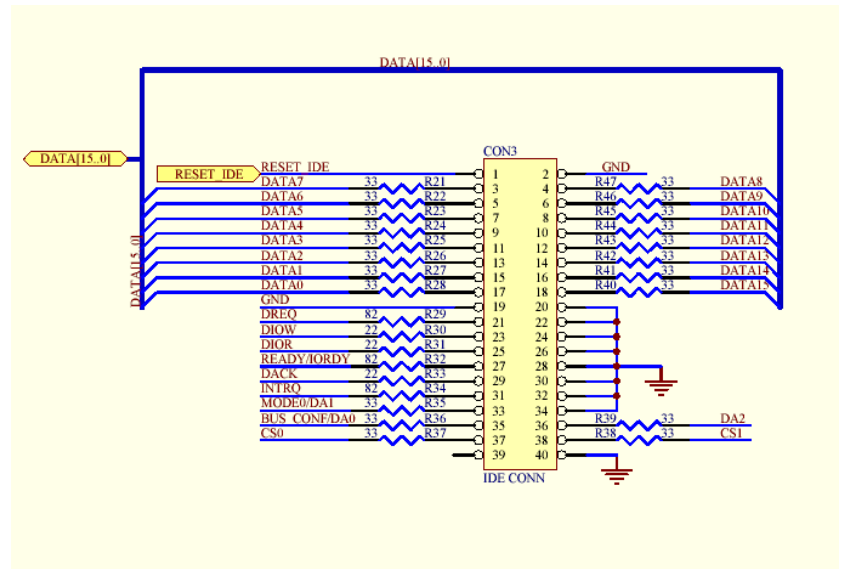 DATA[15..0]
CON3
DATA[15..0]
RESET_IDE RESET_IDE 1 2 GND
DATA7 33 R21 3 4 R47 33 DATA8
DATA6 33 R22 5 6 R46 33 DATA9
DATA5 33 R23 7 8 R45 33 DATA10
DATA4 33 R24 9 10 R44 33 DATA11
DATA3 33 R25 11 12 R43 33 DATA12
DATA2 33 R26 13 14 R42 33 DATA13
DATA1 33 R27 15 16 R41 33 DATA14
DATA0 33 R28 17 18 R40 33 DATA15
DATA[15..0]
GND 19 20
DREQ 82 R29 21 22
DIOW 22 R30 23 24
DIOR 22 R31 25 26
READY/IORDY 82 R32 27 28
DACK 22 R33 29 30
INTRQ 82 R34 31 32
MODE0/DA1 33 R35 33 34
BUS_CONF/DA0 33 R36 35 36 R39 33 DA2
CS0 33 R37 37 38 R38 33 CS1
39 40
IDE CONN